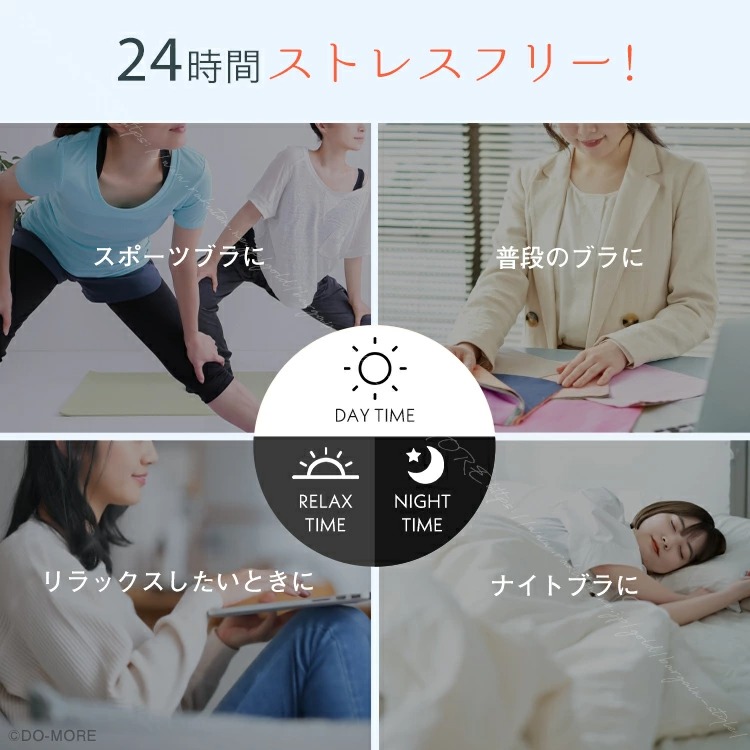 24時間ストレスフリー!
スポーツブラに
普段のブラに
DAY TIME
RELAX
TIME
NIGHT
TIME
リラックスしたいときに
ナイトブラに
©DO-MORE